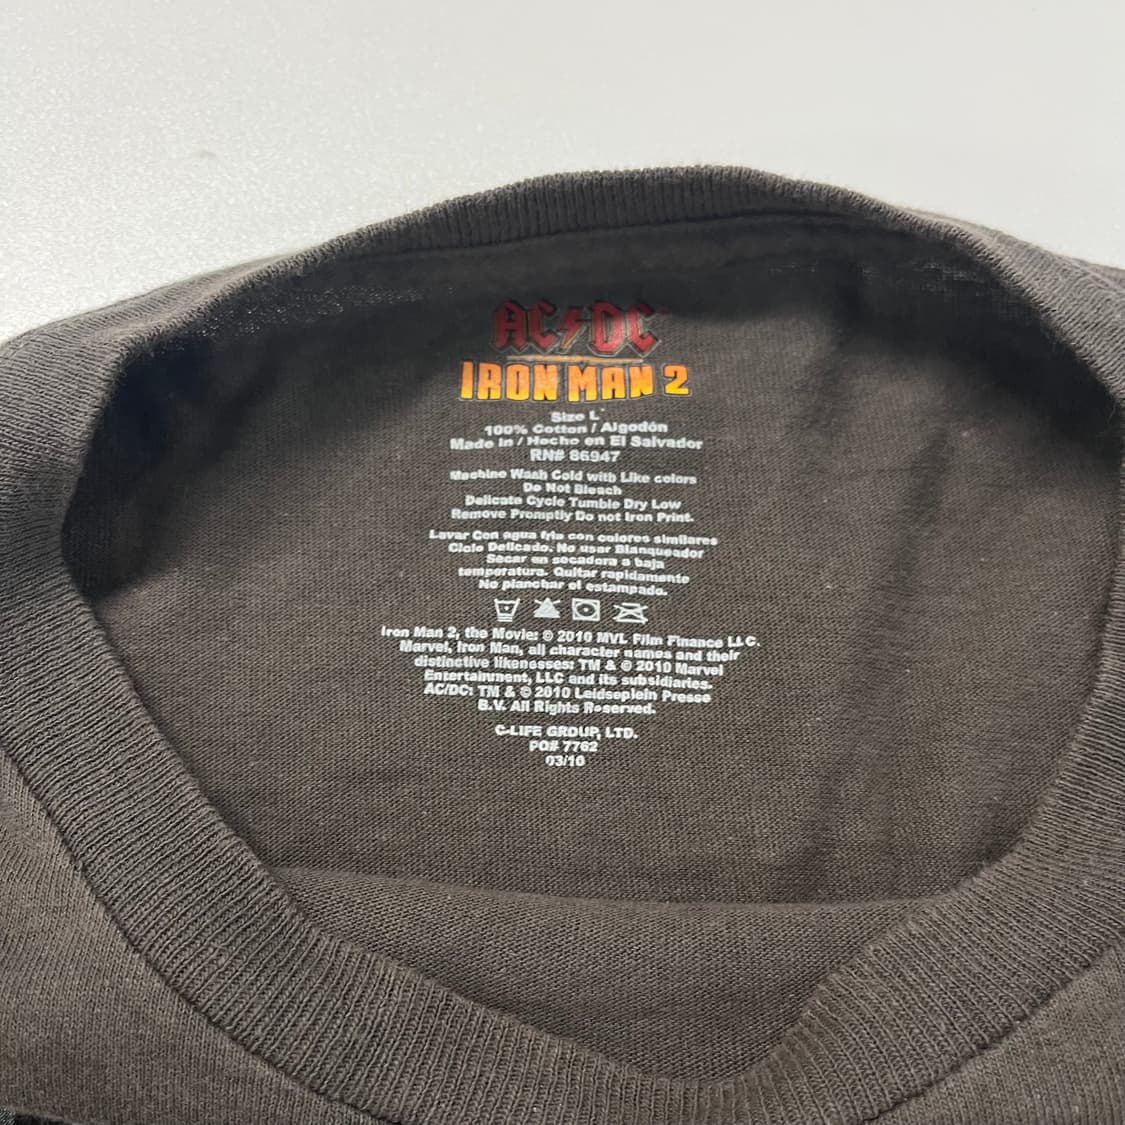 AC DC
IRON MAN 2
Size L
100% Cotton / Algodón
Made In / Hecho en El Salvador
RN# 86947
Machine Wash Cold with Like colors
Do Not Bleach
Delicate Cycle Tumble Dry Low
Remove Promptly Do not Iron Print.
Lavar Con agua fria con colores similares
Ciclo Delicado. No usar Blanqueador
Secar en secadora a baja
temperatura. Quitar rapidamente
No planchar el estampado.
Iron Man 2, the Movie: © 2010 MVL Film Finance LLC.
Marvel, Iron Man, all character names and their
distinctive likenesses: TM & © 2010 Marvel
Entertainment, LLC and its subsidiaries.
AC/DC: TM & © 2010 Leidseplein Presse
B.V. All Rights Reserved.
C-LIFE GROUP, LTD.
PO# 7762
03/10